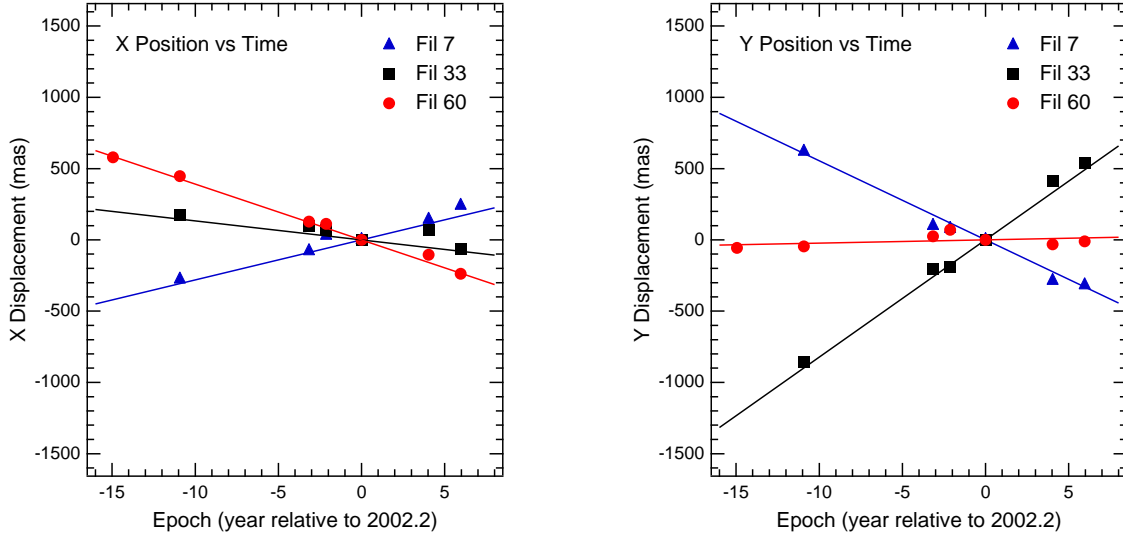 X Position vs Time
Fil 7
Fil 33
Fil 60
1500
1000
500
0
-500
-1000
-1500
X Displacement (mas)
-15
-10
-5
0
5
Epoch (year relative to 2002.2)
Y Position vs Time
Fil 7
Fil 33
Fil 60
1500
1000
500
0
-500
-1000
-1500
Y Displacement (mas)
-15
-10
-5
0
5
Epoch (year relative to 2002.2)